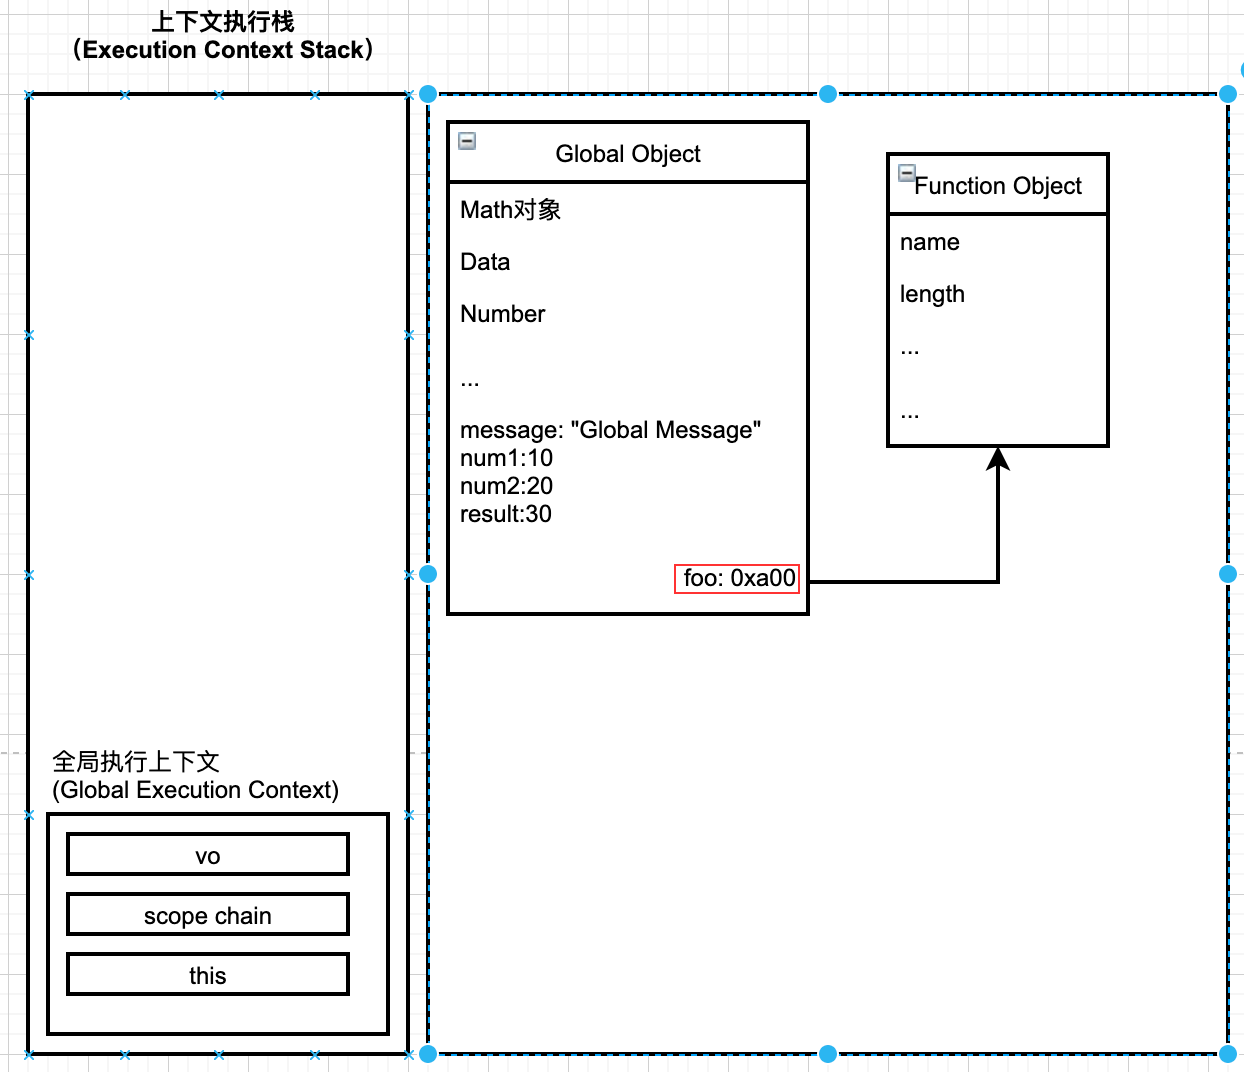 上下文执行栈
（Execution Context Stack）
Global Object
Math对象
Data
Number
...
message: "Global Message"
num1:10
num2:20
result:30
foo: 0xa00
Function Object
name
length
...
...
全局执行上下文
(Global Execution Context)
vo
scope chain
this